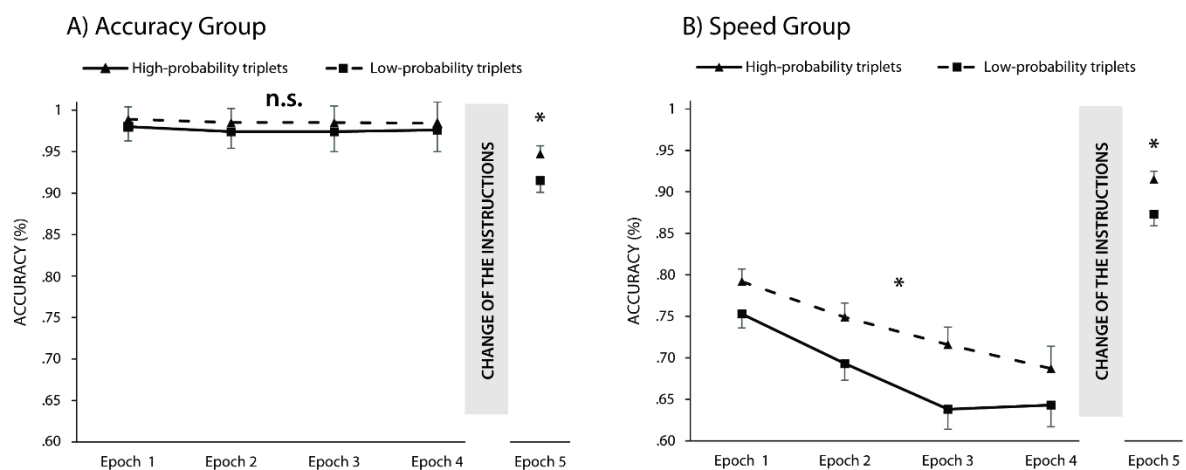 A) Accuracy Group
High-probability triplets
Low-probability triplets
n.s.
1
.95
.90
.85
.80
.75
.70
.65
.60
ACCURACY (%)
CHANGE OF THE INSTRUCTIONS
*
Epoch 1
Epoch 2
Epoch 3
Epoch 4
Epoch 5
B) Speed Group
High-probability triplets
Low-probability triplets
1
.95
.90
.85
.80
.75
.70
.65
.60
ACCURACY (%)
*
CHANGE OF THE INSTRUCTIONS
*
Epoch 1
Epoch 2
Epoch 3
Epoch 4
Epoch 5